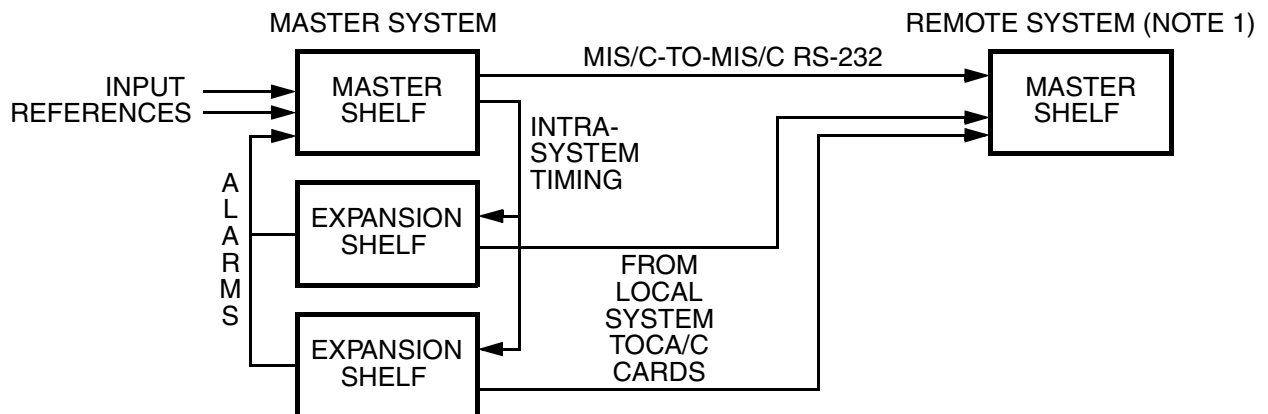 MASTER SYSTEM
REMOTE SYSTEM (NOTE 1)
INPUT
REFERENCES
MASTER
SHELF
MIS/C-TO-MIS/C RS-232
MASTER
SHELF
INTRA-
SYSTEM
TIMING
ALARMS
EXPANSION
SHELF
FROM
LOCAL
SYSTEM
TOCA/C
CARDS
EXPANSION
SHELF